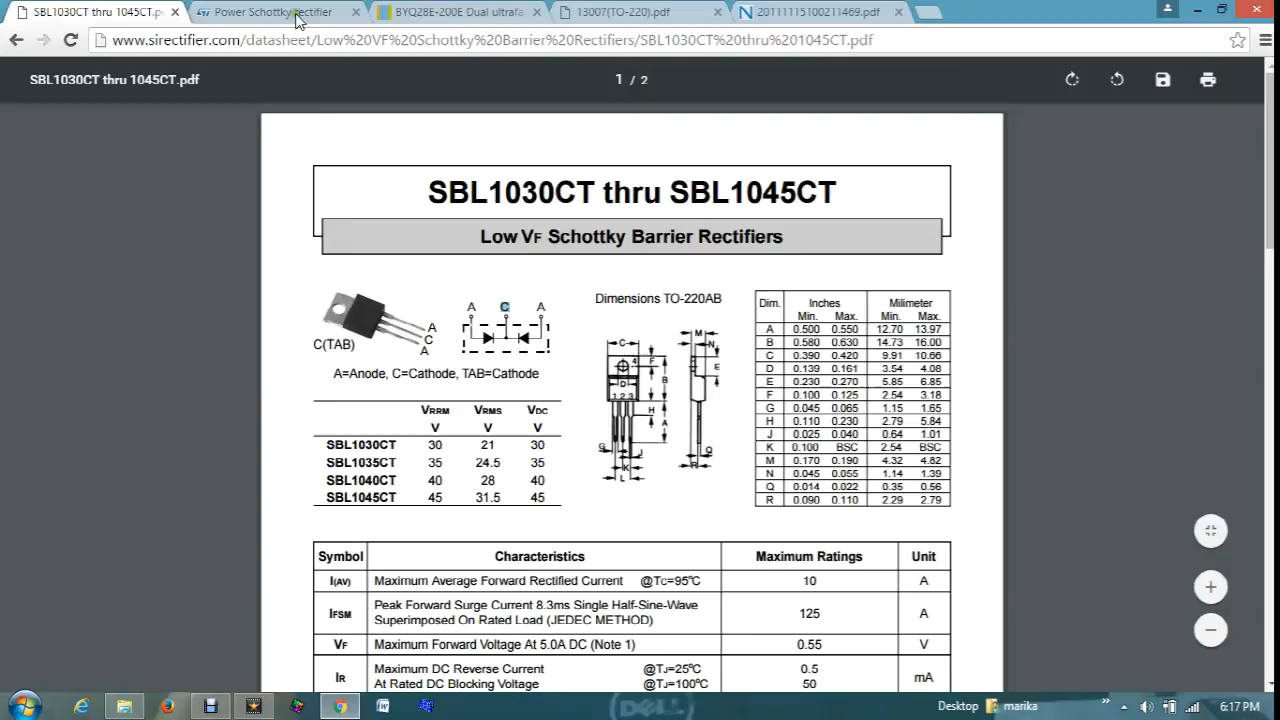 SBL1030CT thru 1045CT.p
Power Schottky rectifier
BYQ28E-200E Dual ultrafa
13007(TO-220).pdf
20111115100211469.pdf
www.sirectifier.com/datasheet/Low%20VF%20Schottky%20Barrier%20Rectifiers/SBL1030CT%20thru%201045CT.pdf
SBL1030CT thru 1045CT.pdf
1 / 2
SBL1030CT thru SBL1045CT
Low VF Schottky Barrier Rectifiers
A
C
A
C(TAB)
A C A
A=Anode, C=Cathode, TAB=Cathode
Dimensions TO-220AB
C
F
4
B
D
1 2 3
H
A
G
J
K
L
M
N
E
Q
R
Dim. Inches Milimeter
Min. Max. Min. Max.
A 0.500 0.550 12.70 13.97
B 0.580 0.630 14.73 16.00
C 0.390 0.420 9.91 10.66
D 0.139 0.161 3.54 4.08
E 0.230 0.270 5.85 6.85
F 0.100 0.125 2.54 3.18
G 0.045 0.065 1.15 1.65
H 0.110 0.230 2.79 5.84
J 0.025 0.040 0.64 1.01
K 0.100 BSC 2.54 BSC
M 0.170 0.190 4.32 4.82
N 0.045 0.055 1.14 1.39
Q 0.014 0.022 0.35 0.56
R 0.090 0.110 2.29 2.79
VRRM VRMS VDC
V V V
SBL1030CT 30 21 30
SBL1035CT 35 24.5 35
SBL1040CT 40 28 40
SBL1045CT 45 31.5 45
Symbol Characteristics Maximum Ratings Unit
I(AV) Maximum Average Forward Rectified Current @TC=95°C 10 A
IFSM Peak Forward Surge Current 8.3ms Single Half-Sine-Wave
Superimposed On Rated Load (JEDEC METHOD) 125 A
VF Maximum Forward Voltage At 5.0A DC (Note 1) 0.55 V
IR Maximum DC Reverse Current @TJ=25°C 0.5 mA
At Rated DC Blocking Voltage @TJ=100°C 50
DELL
Desktop
marika
6:17 PM